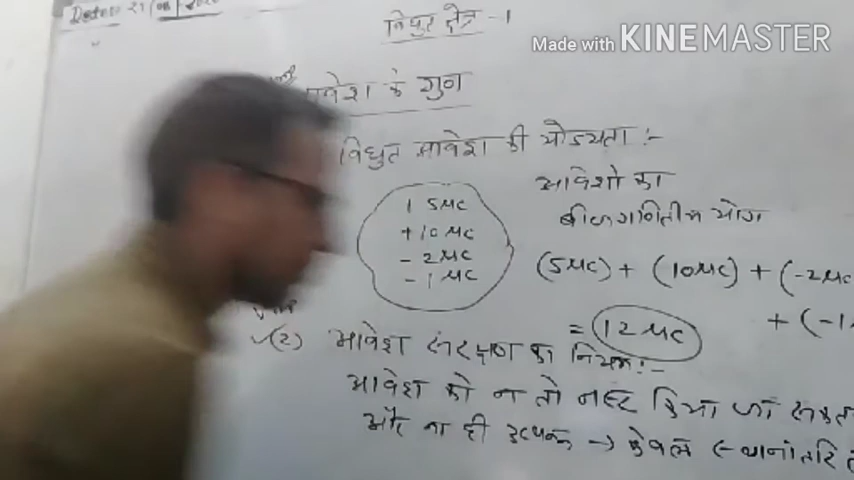 विधुत क्षेत्र - 1
Made with KINEMASTER
आवेश के गुन
विधुत आवेश की योज्यता :-
आवेशो का
बीजगणितीय योग
+ 5μc
+ 10μc
- 2μc
- 1μc
(5μc) + (10μc) + (-2μc
+ (-1
= 12μc
(2) आवेश संरक्षण का नियम :-
आवेश को न तो नष्ट किया जा सकता
और ना ही उत्पन्न → केवल स्थानांतरित